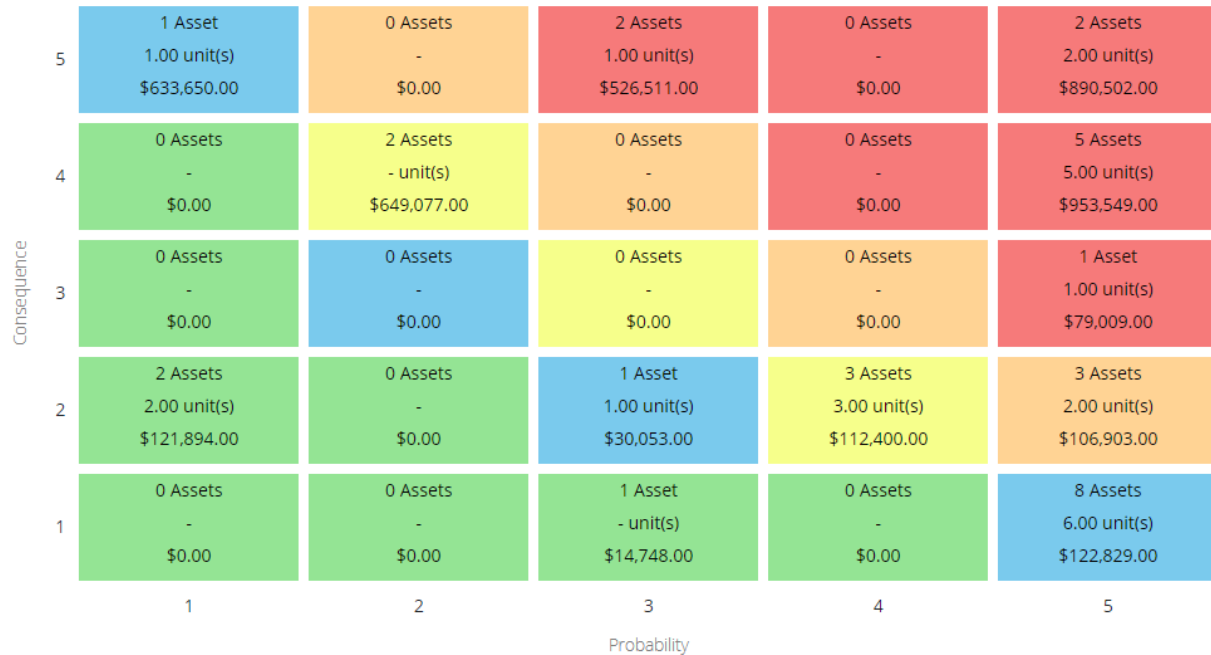 1 Asset 0 Assets 2 Assets 0 Assets 2 Assets
5 1.00 unit(s) - 1.00 unit(s) - 2.00 unit(s)
$633,650.00 $0.00 $526,511.00 $0.00 $890,502.00
0 Assets 2 Assets 0 Assets 0 Assets 5 Assets
4 - - unit(s) - - 5.00 unit(s)
$0.00 $649,077.00 $0.00 $0.00 $953,549.00
Consequence
0 Assets 0 Assets 0 Assets 0 Assets 1 Asset
3 - - - - 1.00 unit(s)
$0.00 $0.00 $0.00 $0.00 $79,009.00
2 Assets 0 Assets 1 Asset 3 Assets 3 Assets
2 2.00 unit(s) - 1.00 unit(s) 3.00 unit(s) 2.00 unit(s)
$121,894.00 $0.00 $30,053.00 $112,400.00 $106,903.00
0 Assets 0 Assets 1 Asset 0 Assets 8 Assets
1 - - - unit(s) - 6.00 unit(s)
$0.00 $0.00 $14,748.00 $0.00 $122,829.00
1 2 3 4 5
Probability